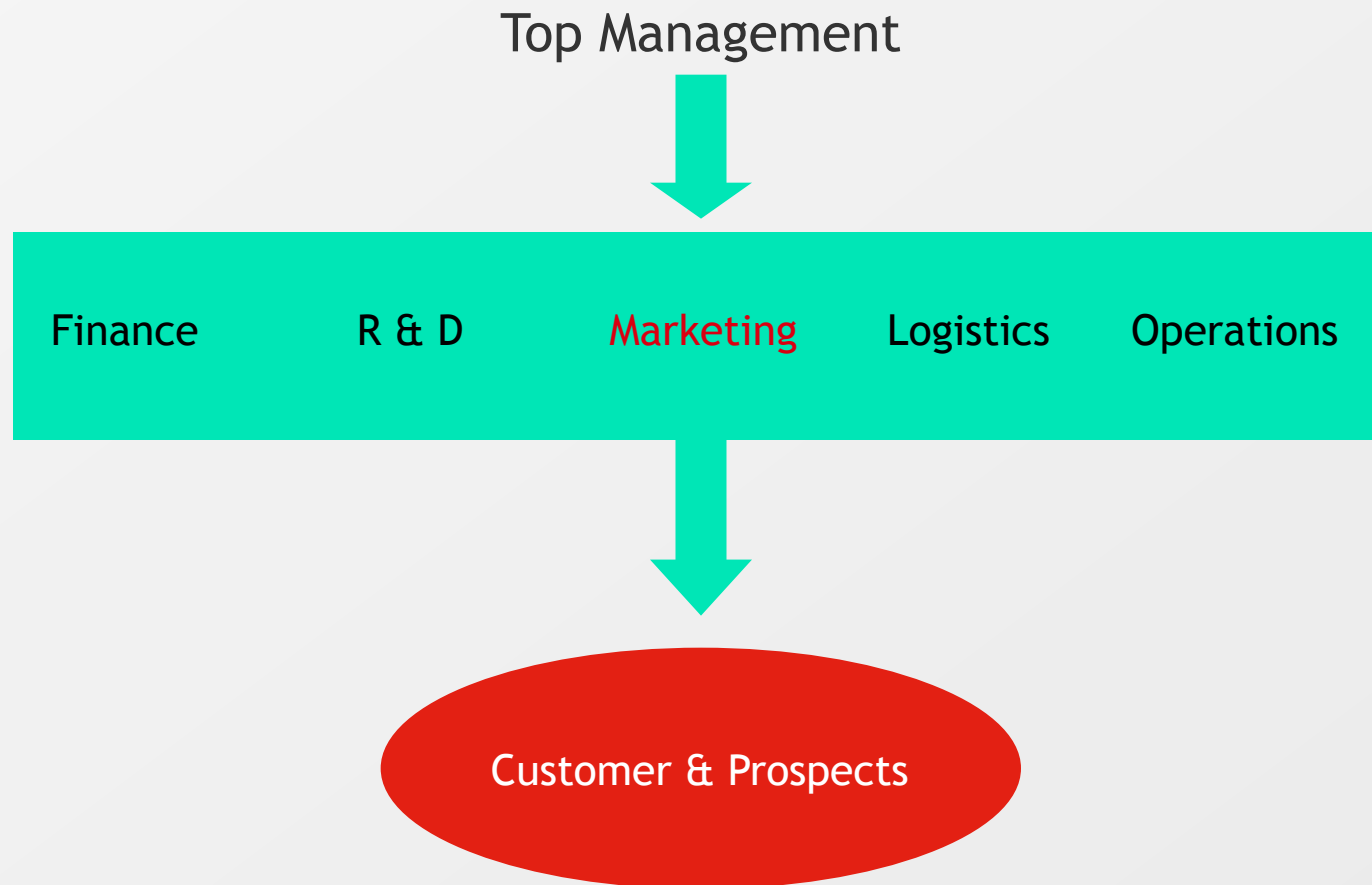 Top Management
Finance R & D Marketing Logistics Operations
Customer & Prospects